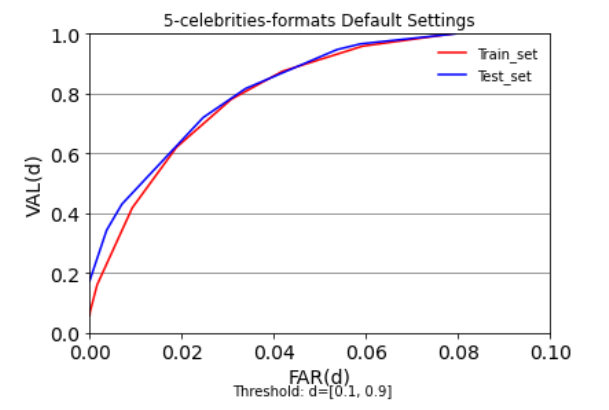 5-celebrities-formats Default Settings
1.0
Train_set
Test_set
0.8
0.6
VAL(d)
0.4
0.2
0.0
0.00 0.02 0.04 0.06 0.08 0.10
FAR(d)
Threshold: d=[0.1, 0.9]